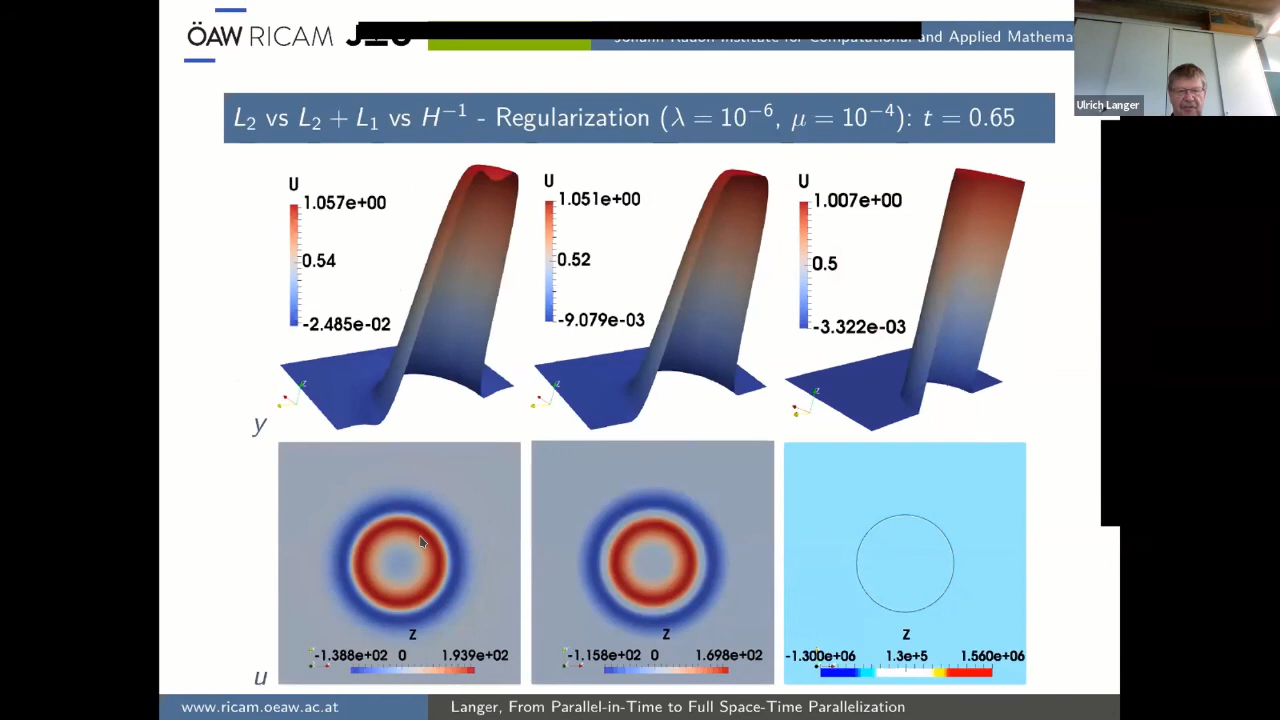 ÖAW RICAM
Johann Radon Institute for Computational and Applied Mathema
Ulrich Langer
L₂ vs L₂ + L₁ vs H⁻¹ - Regularization (λ = 10⁻⁶, μ = 10⁻⁴): t = 0.65
U
1.057e+00
0.54
-2.485e-02
U
1.051e+00
0.52
-9.079e-03
U
1.007e+00
0.5
-3.322e-03
y
Z
-1.388e+02 0 1.939e+02
Z
-1.158e+02 0 1.698e+02
Z
-1.300e+06 1.3e+5 1.560e+06
u
www.ricam.oeaw.ac.at
Langer, From Parallel-in-Time to Full Space-Time Parallelization